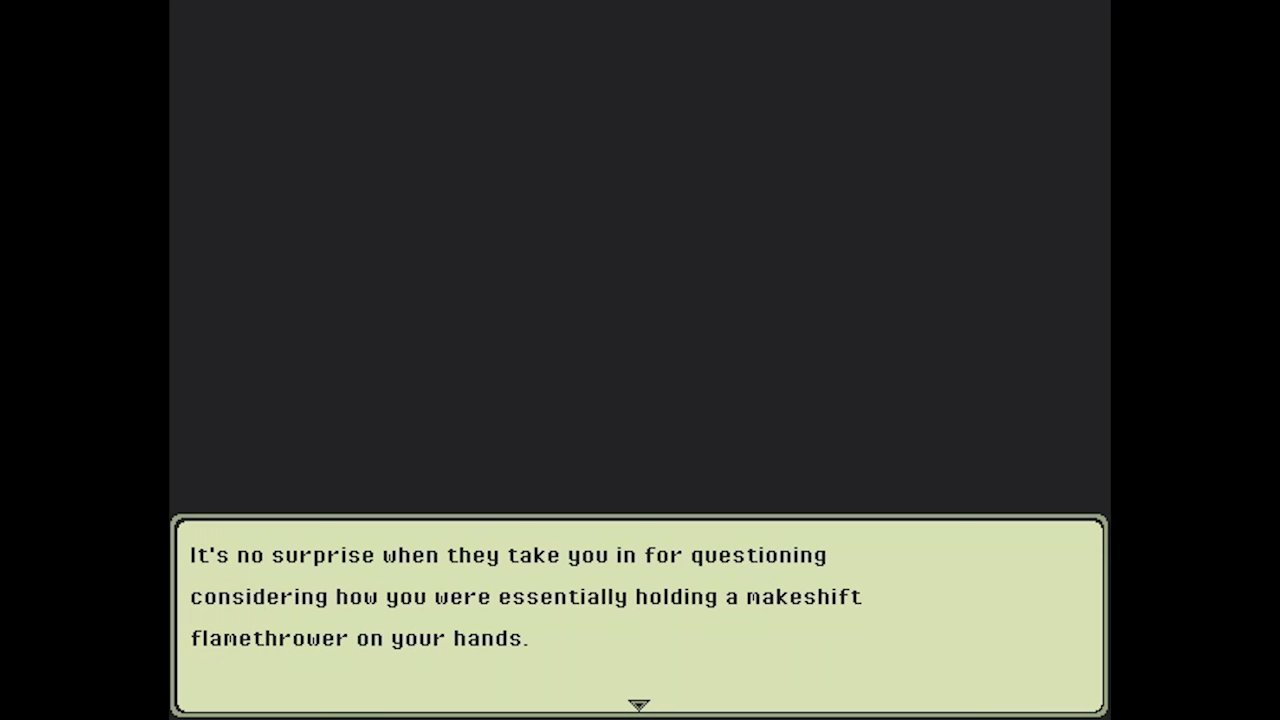 It's no surprise when they take you in for questioning
considering how you were essentially holding a makeshift
flamethrower on your hands.